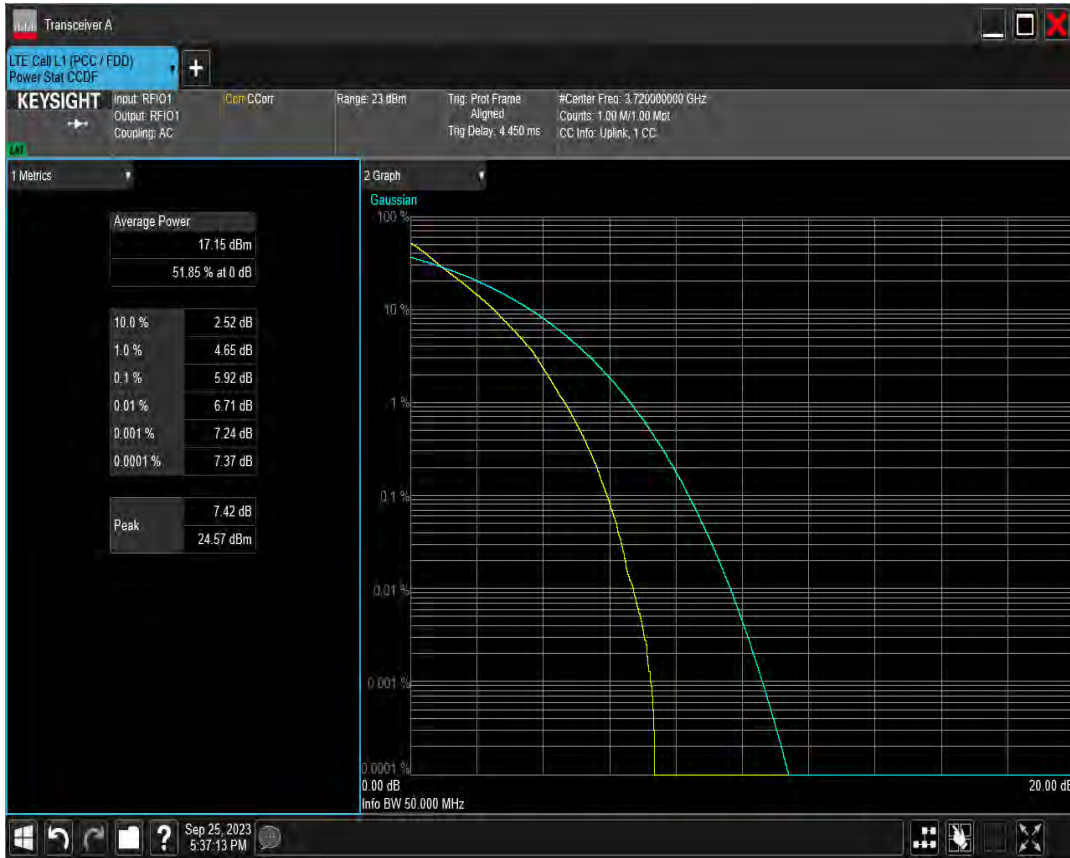 Transceiver A
LTE Cell L1 (PCC / FDD)
Power Stat CCDF
KEYSIGHT
Input: RFIO1
Output: RFIO1
Coupling: AC
Corr CCorr
Range: 23 dBm
Trig: Prot Frame
Aligned
Trig Delay: 4.450 ms
#Center Freq: 3.720000000 GHz
Counts: 1.00 M/1.00 Mpt
CC Info: Uplink, 1 CC
1 Metrics
Average Power
17.15 dBm
51.85 % at 0 dB
10.0 % 2.52 dB
1.0 % 4.65 dB
0.1 % 5.92 dB
0.01 % 6.71 dB
0.001 % 7.24 dB
0.0001 % 7.37 dB
Peak
7.42 dB
24.57 dBm
2 Graph
Gaussian
100 %
10 %
1 %
0.1 %
0.01 %
0.001 %
0.0001 %
0.00 dB 20.00 dB
Info BW 50.000 MHz
Sep 25, 2023
5:37:13 PM